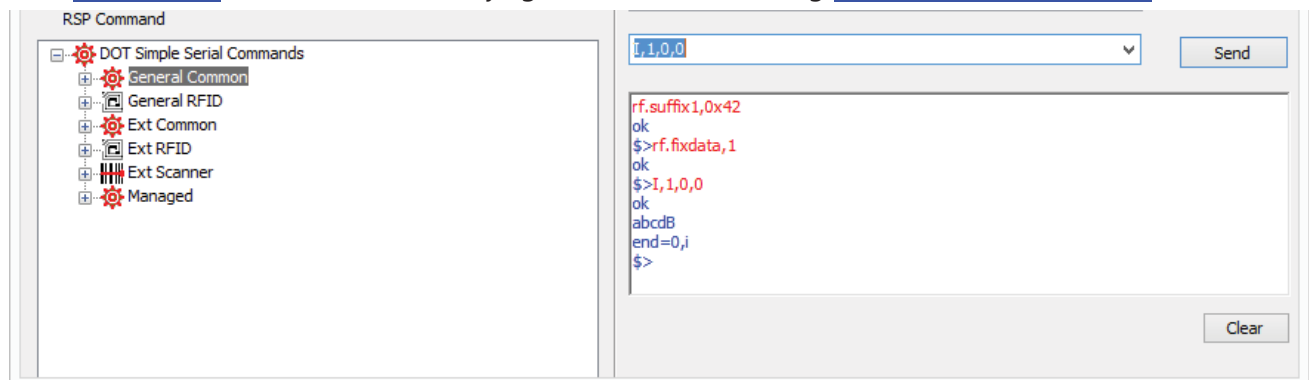 RSP Command
DOT Simple Serial Commands
General Common
General RFID
Ext Common
Ext RFID
Ext Scanner
Managed
I,1,0,0
Send
rf.suffix1,0x42
ok
$>rf.fixdata,1
ok
$>I,1,0,0
ok
abcdB
end=0,i
$>
Clear